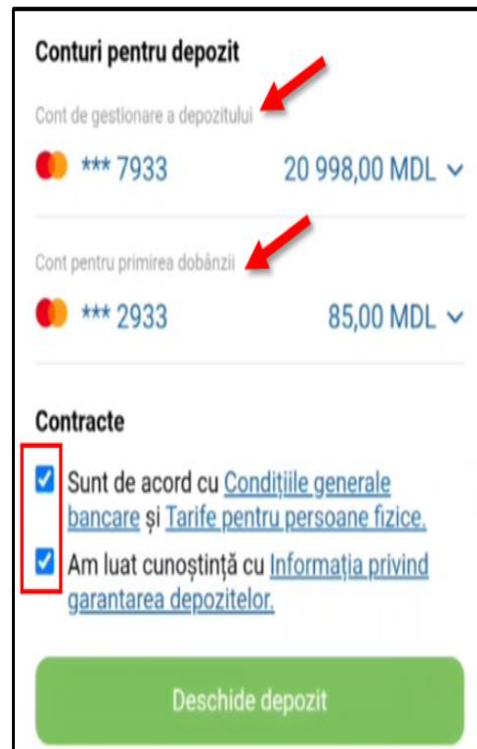 Conturi pentru depozit
Cont de gestionare a depozitului
*** 7933 20 998,00 MDL
Cont pentru primirea dobânzii
*** 2933 85,00 MDL
Contracte
Sunt de acord cu Condițiile generale
bancare și Tarife pentru persoane fizice.
Am luat cunoștință cu Informația privind
garantarea depozitelor.
Deschide depozit